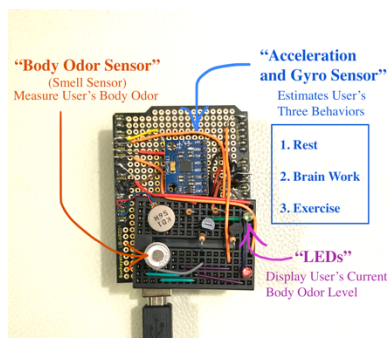 “Body Odor Sensor”
(Smell Sensor)
Measure User’s Body Odor
“Acceleration
and Gyro Sensor”
Estimates User’s
Three Behaviors
1. Rest
2. Brain Work
3. Exercise
“LEDs”
Display User’s Current
Body Odor Level